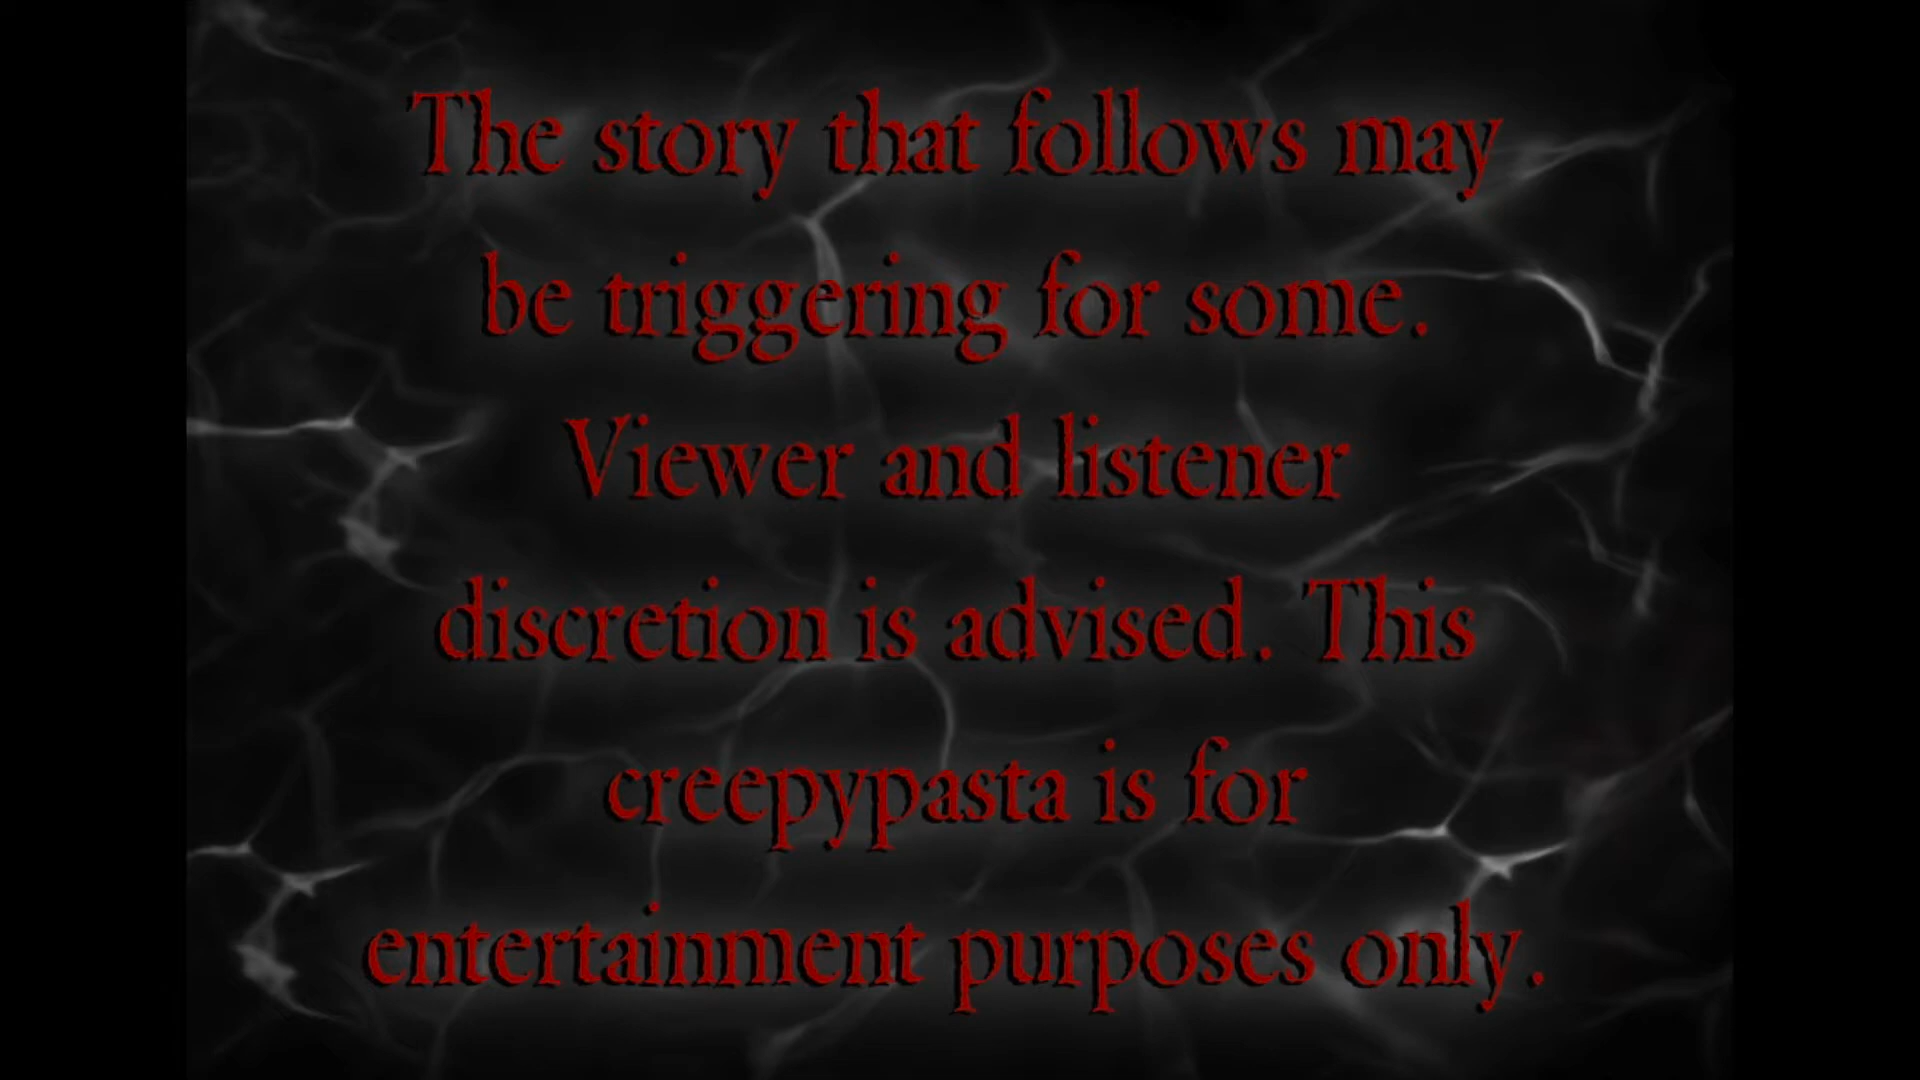 The story that follows may
be triggering for some.
Viewer and listener
discretion is advised. This
creepypasta is for
entertainment purposes only.